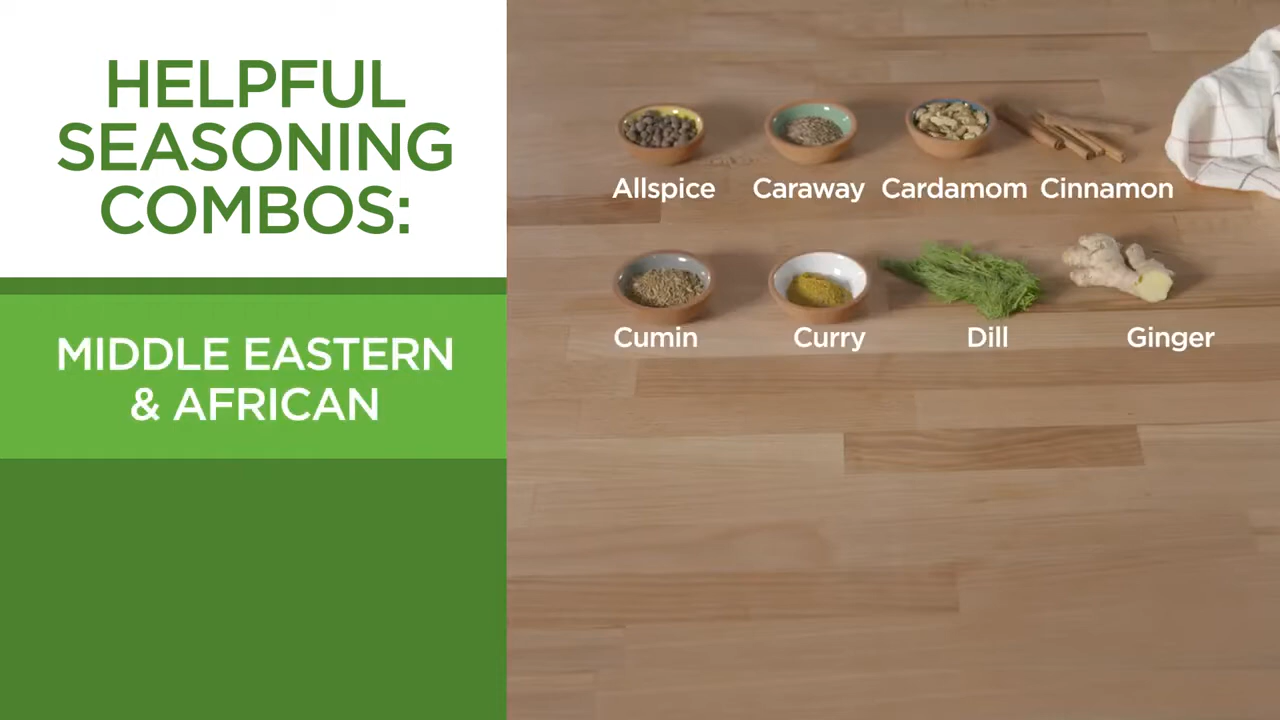 HELPFUL
SEASONING
COMBOS:
MIDDLE EASTERN
& AFRICAN
Allspice Caraway Cardamom Cinnamon
Cumin Curry Dill Ginger